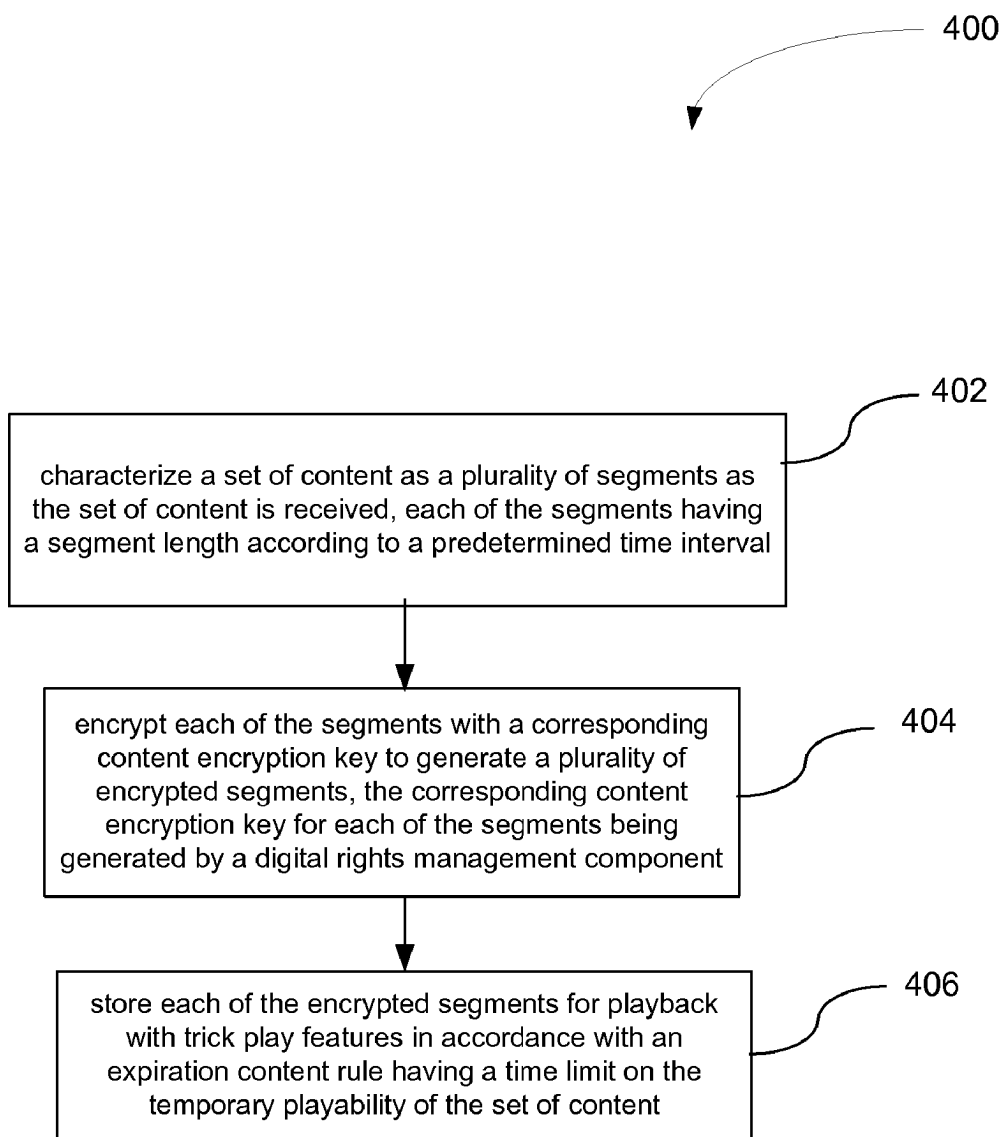 400
402
characterize a set of content as a plurality of segments as
the set of content is received, each of the segments having
a segment length according to a predetermined time interval
404
encrypt each of the segments with a corresponding
content encryption key to generate a plurality of
encrypted segments, the corresponding content
encryption key for each of the segments being
generated by a digital rights management component
406
store each of the encrypted segments for playback
with trick play features in accordance with an
expiration content rule having a time limit on the
temporary playability of the set of content